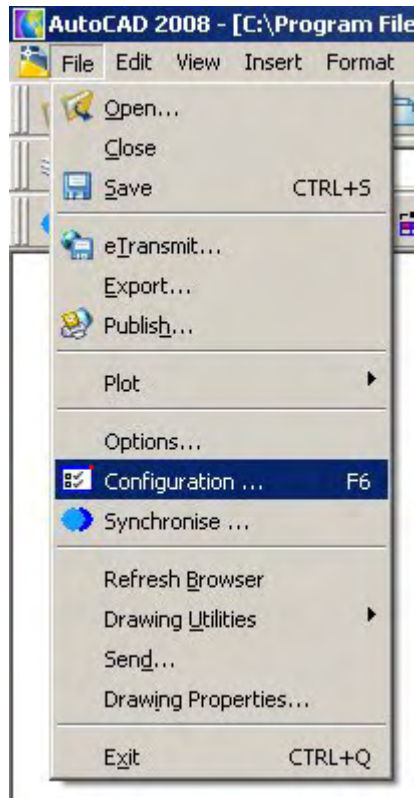 AutoCAD 2008 - [C:\Program File
File Edit View Insert Format
Open...
Close
Save CTRL+S
eTransmit...
Export...
Publish...
Plot
Options...
Configuration ... F6
Synchronise ...
Refresh Browser
Drawing Utilities
Send...
Drawing Properties...
Exit CTRL+Q